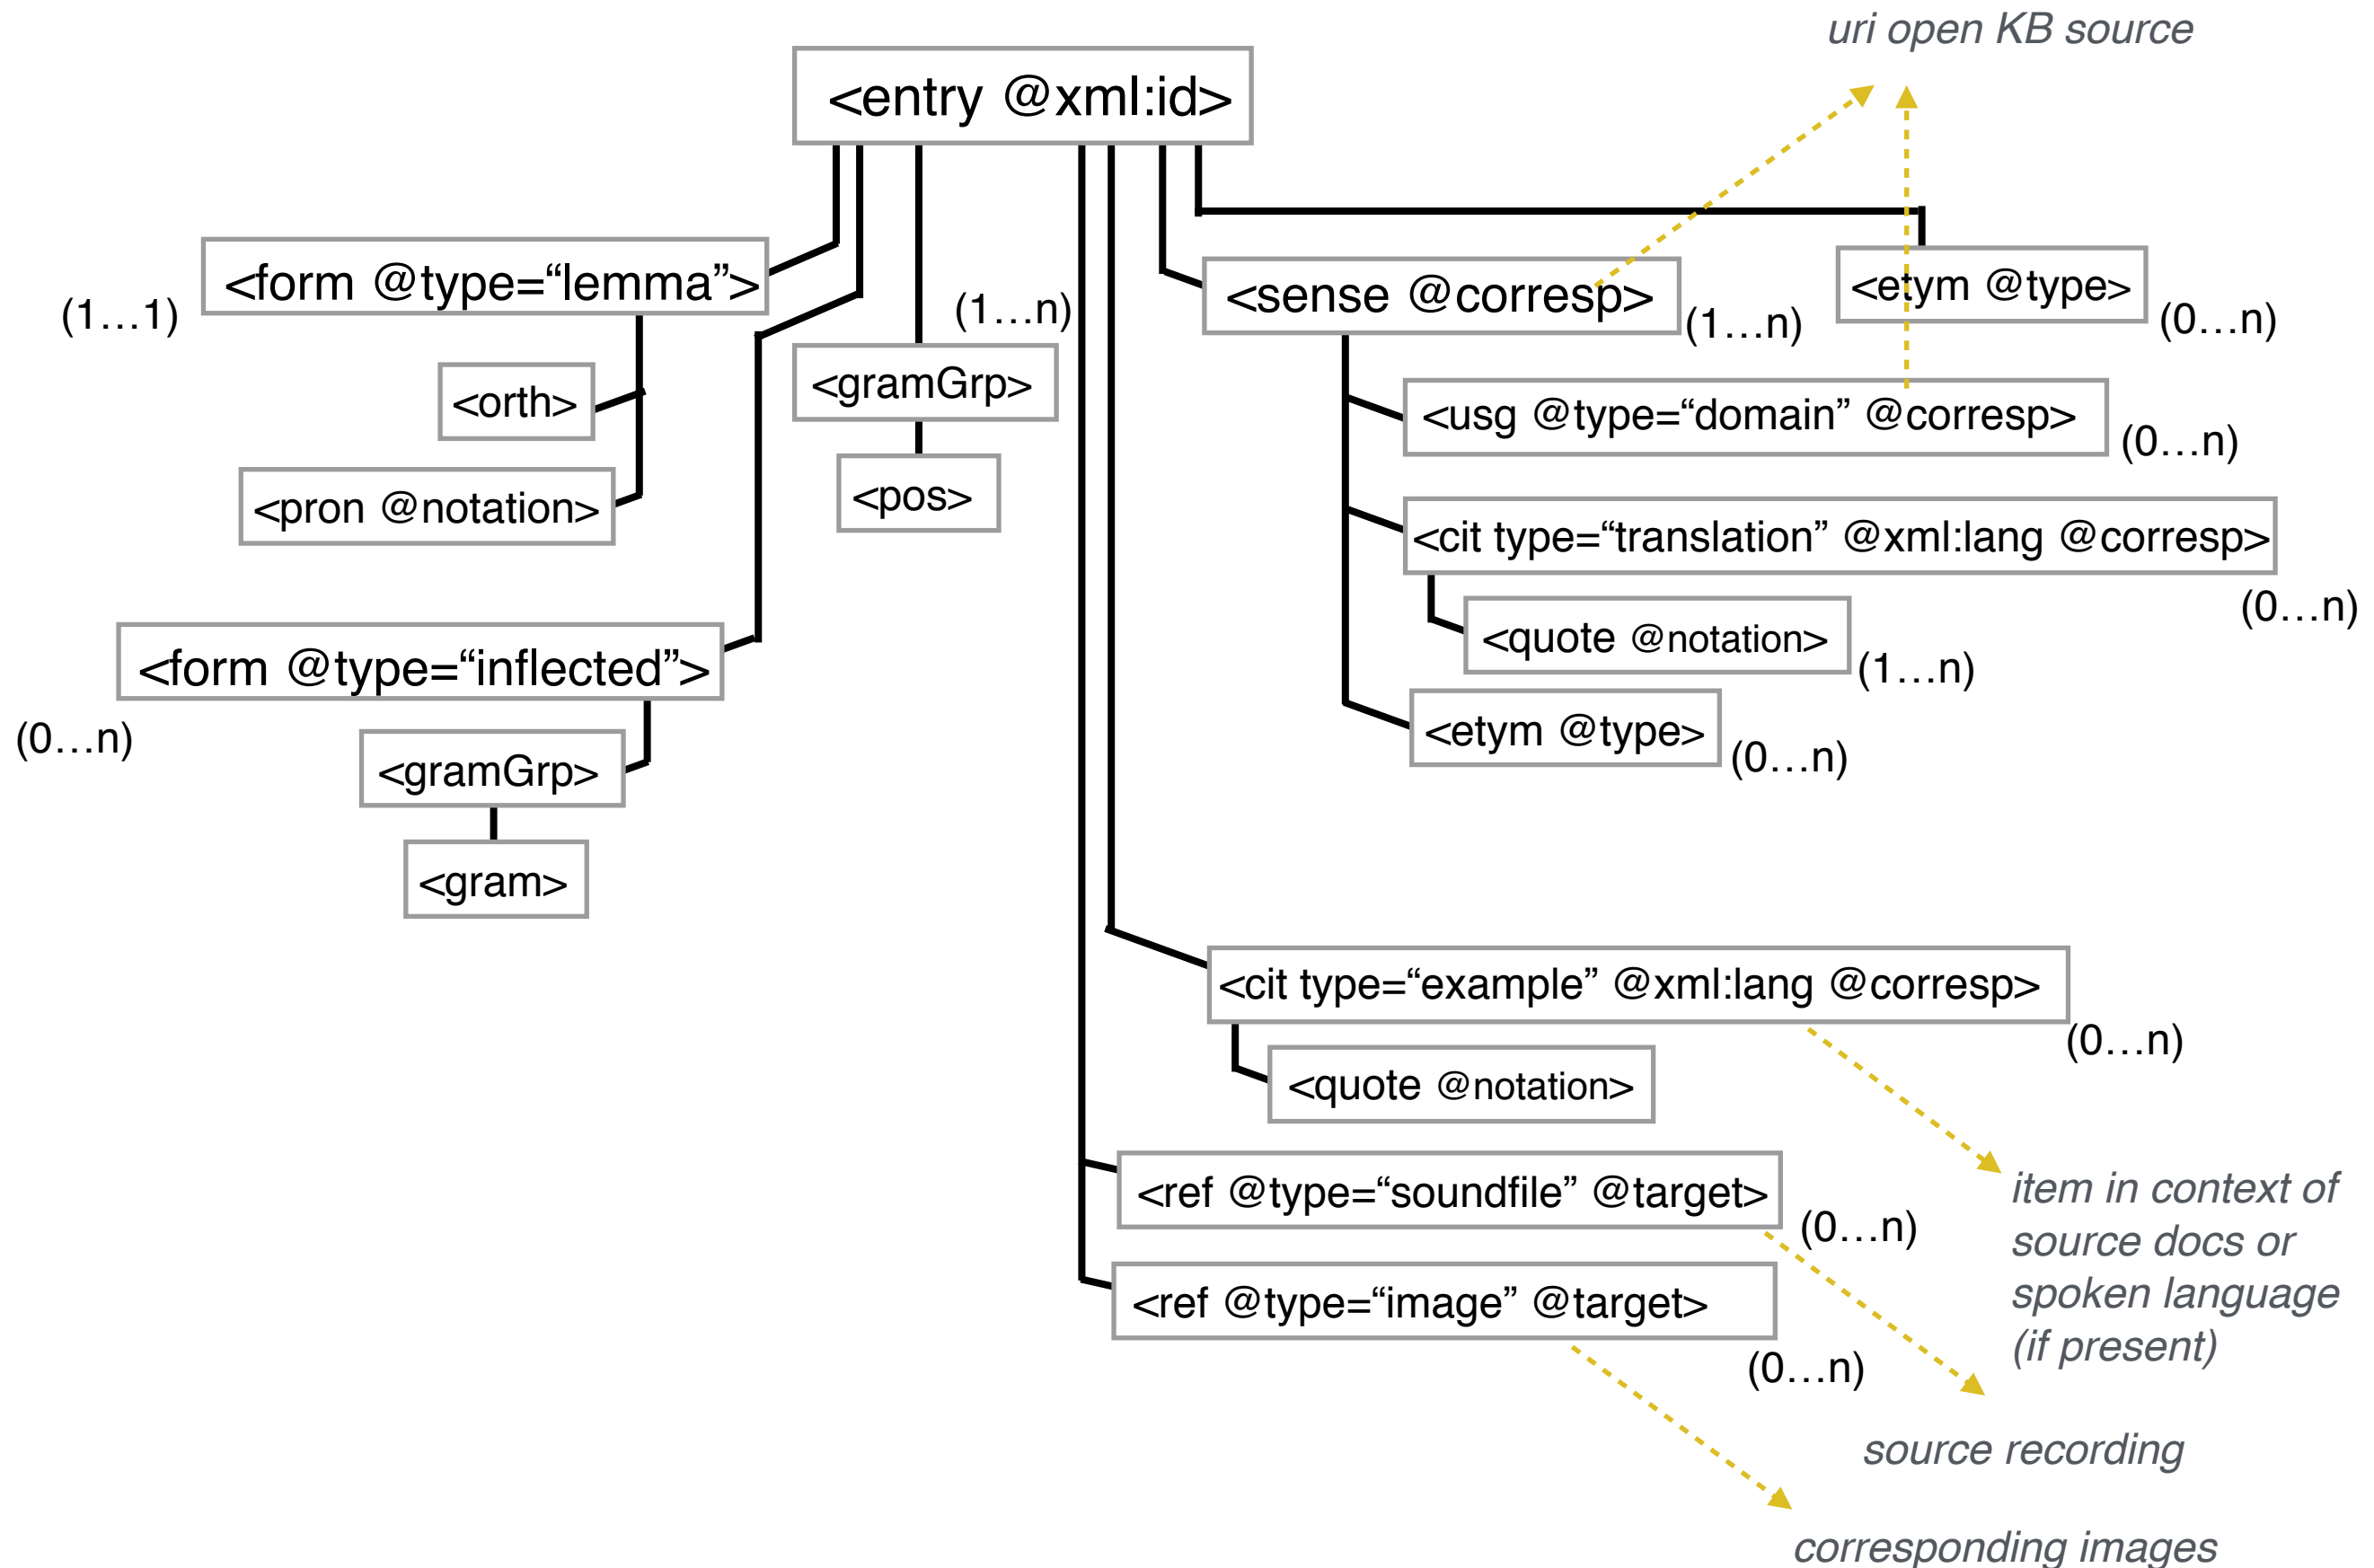 uri open KB source
<entry @xml:id>
<form @type=“lemma”>
(1…1)
<orth>
<pron @notation>
<form @type=“inflected”>
(0…n)
<gramGrp>
<gram>
(1…n)
<gramGrp>
<pos>
<sense @corresp>
(1…n)
<etym @type>
(0…n)
<usg @type=“domain” @corresp>
(0…n)
<cit type=“translation” @xml:lang @corresp>
(0…n)
<quote @notation>
(1…n)
<etym @type>
(0…n)
<cit type=“example” @xml:lang @corresp>
(0…n)
<quote @notation>
<ref @type=“soundfile” @target>
(0…n)
<ref @type=“image” @target>
(0…n)
item in context of
source docs or
spoken language
(if present)
source recording
corresponding images